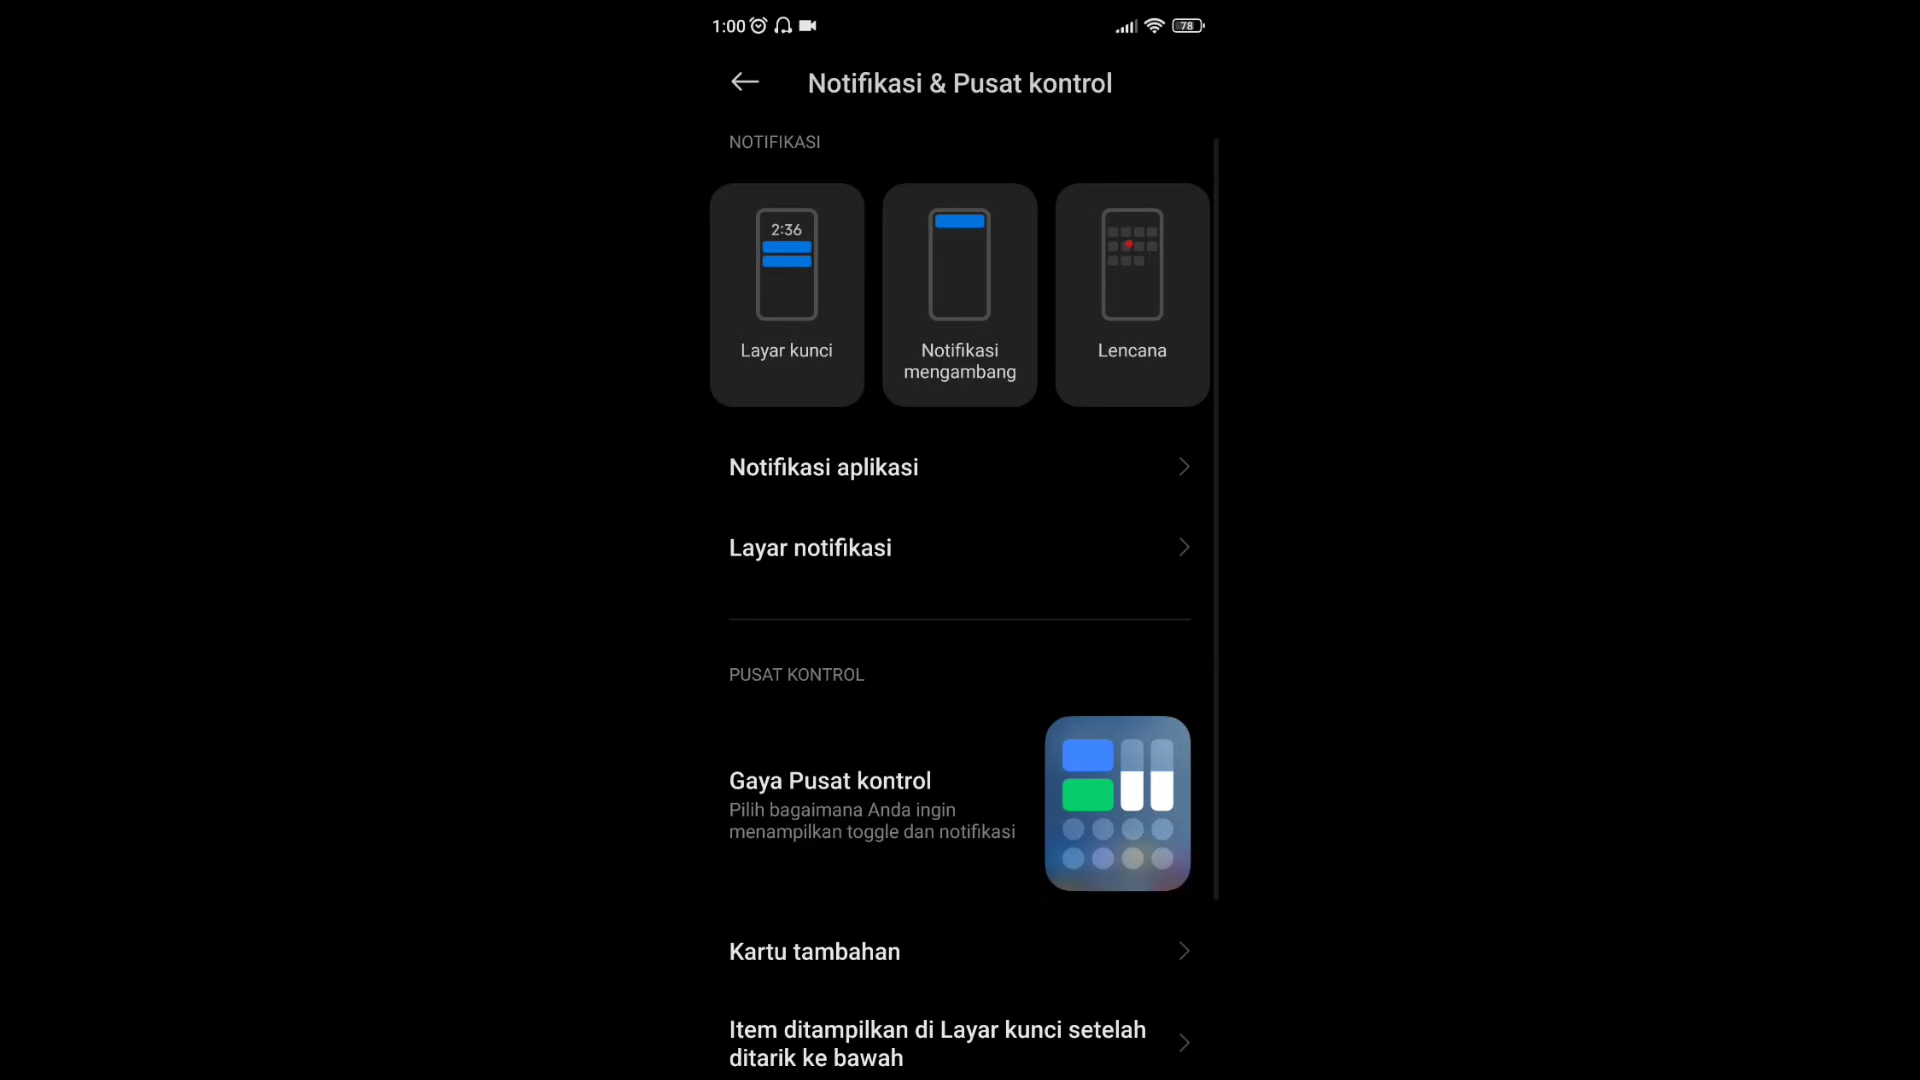 1:00
78
Notifikasi & Pusat kontrol
NOTIFIKASI
2:36
Layar kunci
Notifikasi
mengambang
Lencana
Notifikasi aplikasi
Layar notifikasi
PUSAT KONTROL
Gaya Pusat kontrol
Pilih bagaimana Anda ingin
menampilkan toggle dan notifikasi
Kartu tambahan
Item ditampilkan di Layar kunci setelah
ditarik ke bawah